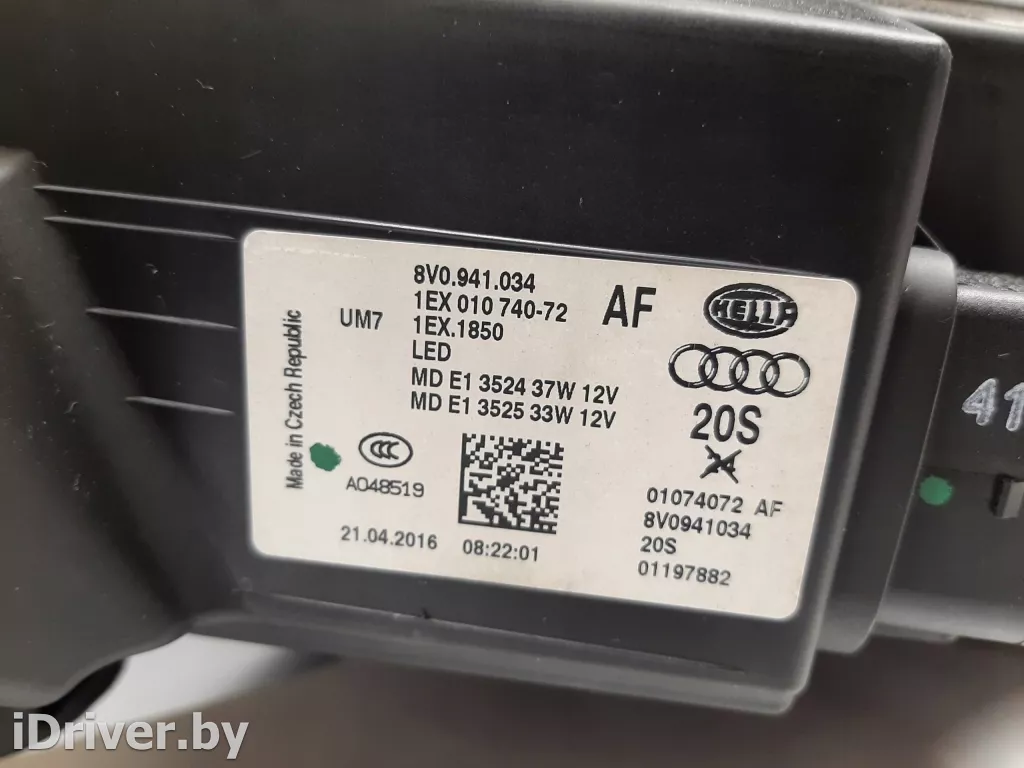 8V0.941.034
1EX 010 740-72
UM7
1EX.1850
LED
MD E1 3524 37W 12V
MD E1 3525 33W 12V
AF
HELLA
20S
Made in Czech Republic
CCC
A048519
21.04.2016 08:22:01
01074072 AF
8V0941034
20S
01197882
41
iDriver.by